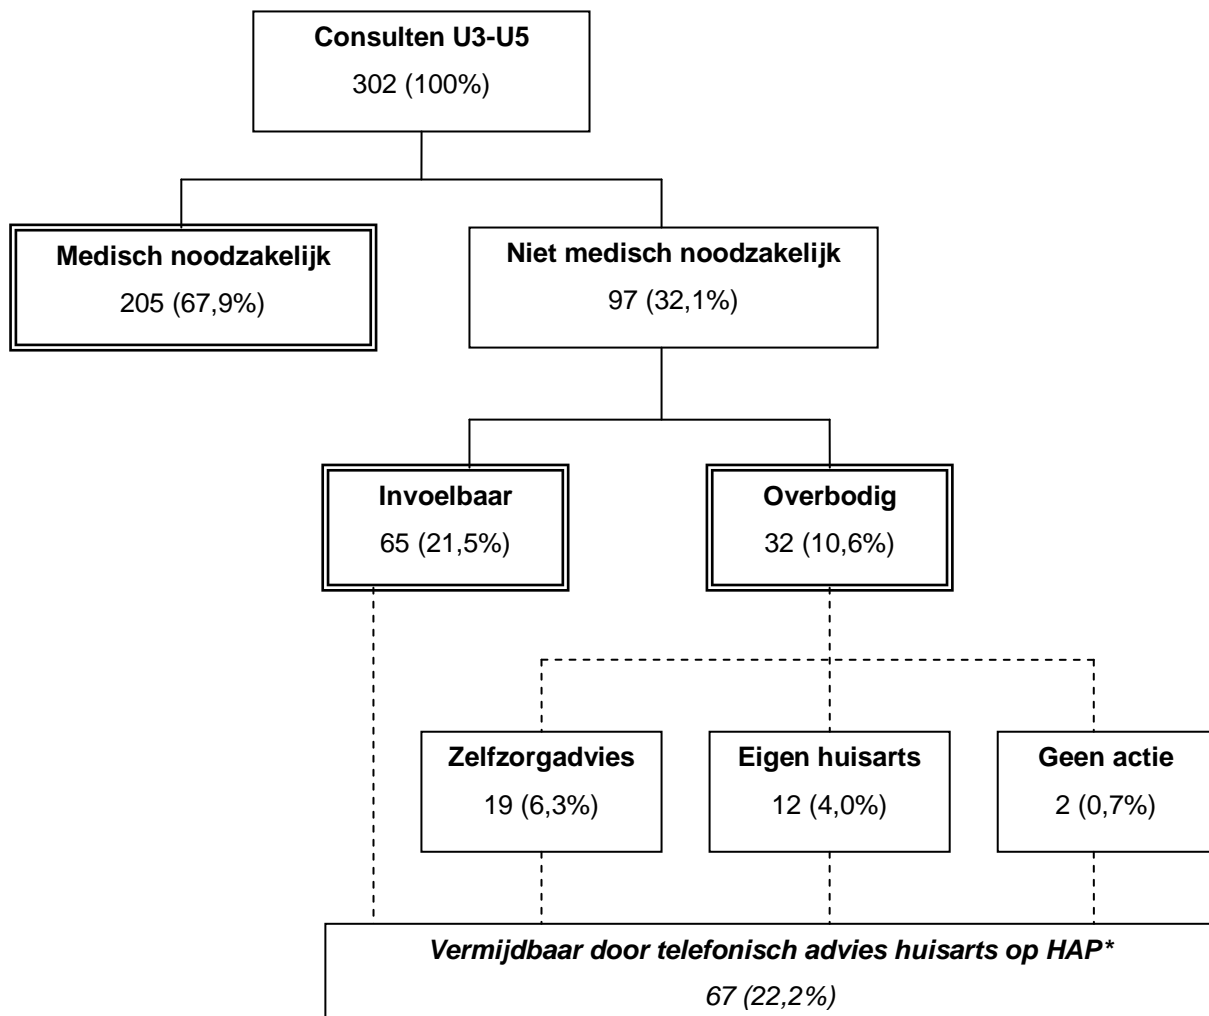 Consulten U3-U5
302 (100%)
Medisch noodzakelijk
205 (67,9%)
Niet medisch noodzakelijk
97 (32,1%)
Invoelbaar
65 (21,5%)
Overbodig
32 (10,6%)
Zelfzorgadvies
19 (6,3%)
Eigen huisarts
12 (4,0%)
Geen actie
2 (0,7%)
Vermijdbaar door telefonisch advies huisarts op HAP*
67 (22,2%)